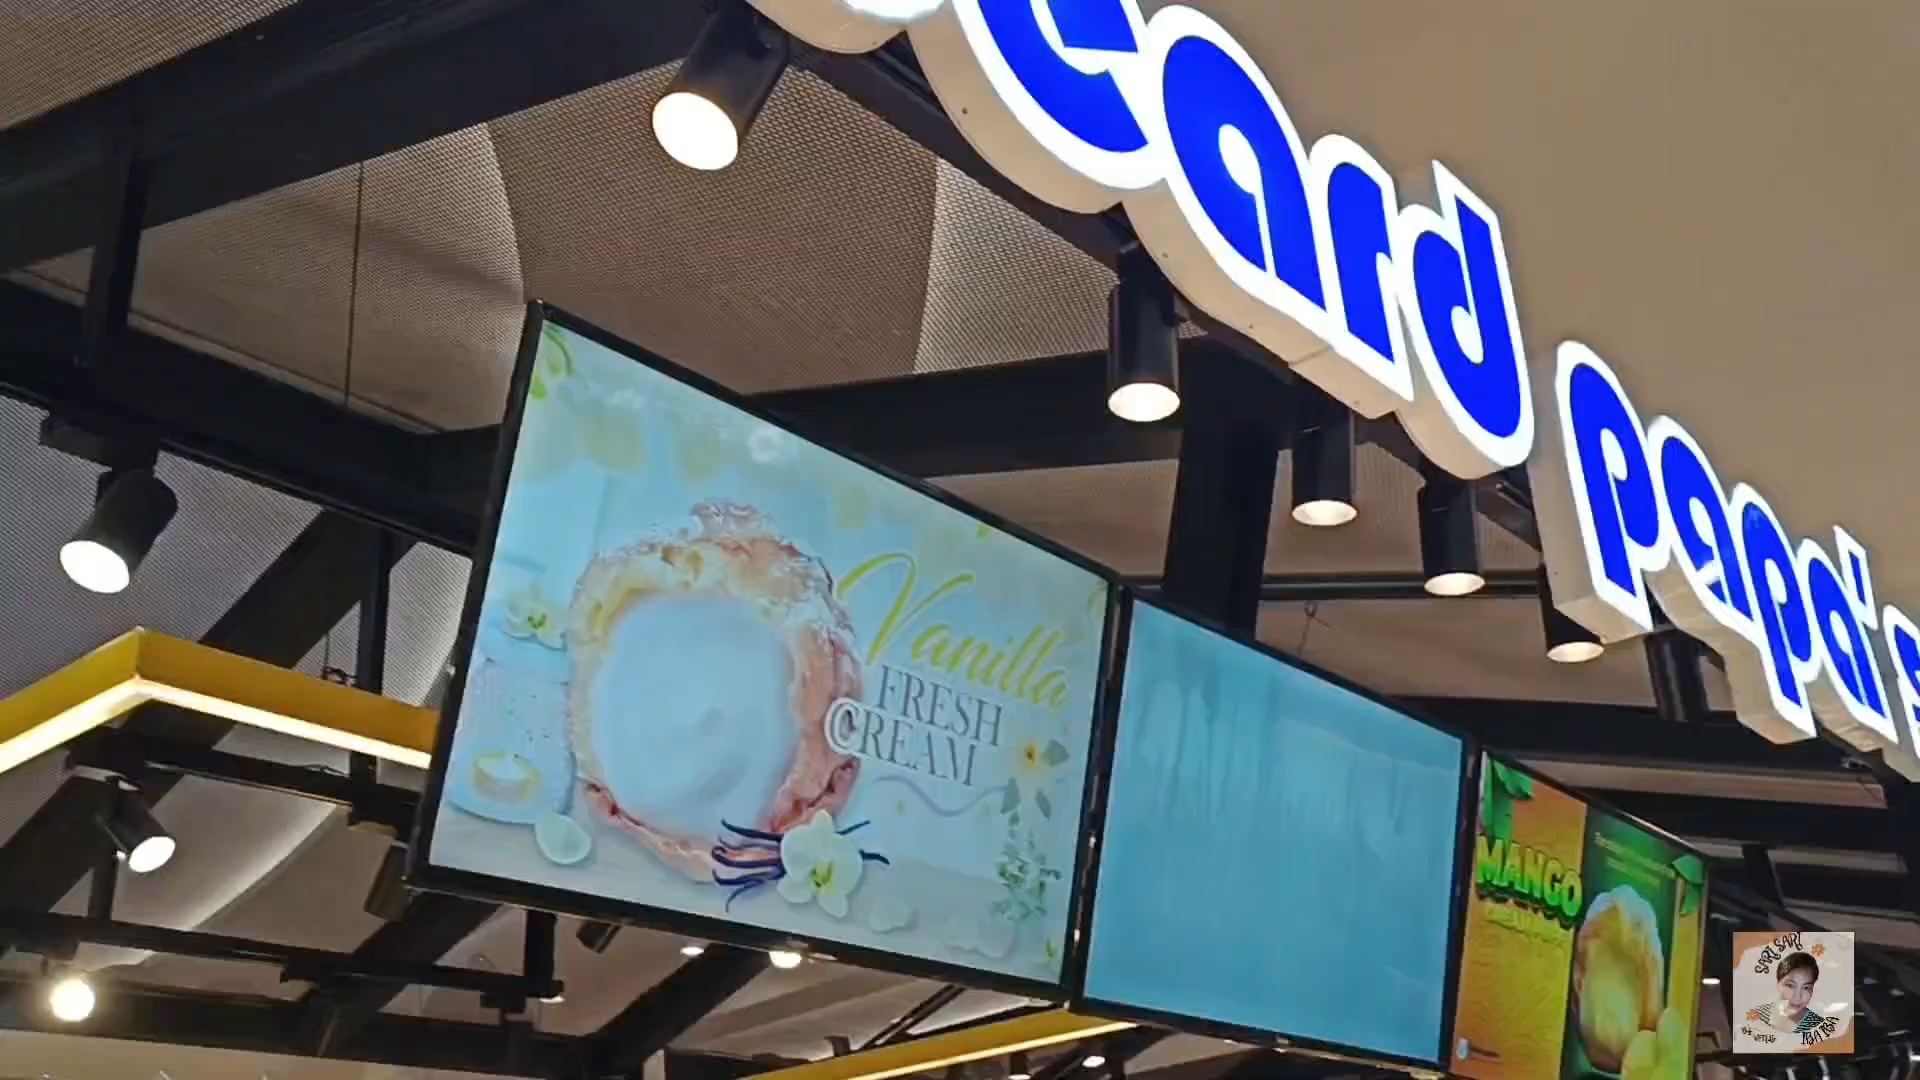 card papa's
Vanilla
FRESH
CREAM
MANGO
SARI SARI